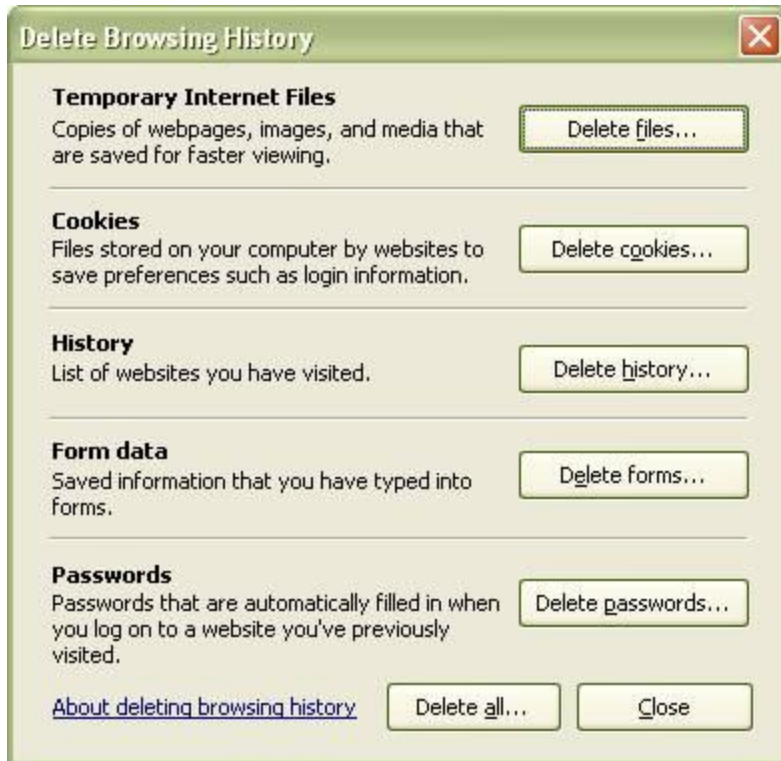 Delete Browsing History
Temporary Internet Files
Copies of webpages, images, and media that
are saved for faster viewing.
Delete files...
Cookies
Files stored on your computer by websites to
save preferences such as login information.
Delete cookies...
History
List of websites you have visited.
Delete history...
Form data
Saved information that you have typed into
forms.
Delete forms...
Passwords
Passwords that are automatically filled in when
you log on to a website you've previously
visited.
Delete passwords...
About deleting browsing history
Delete all...
Close